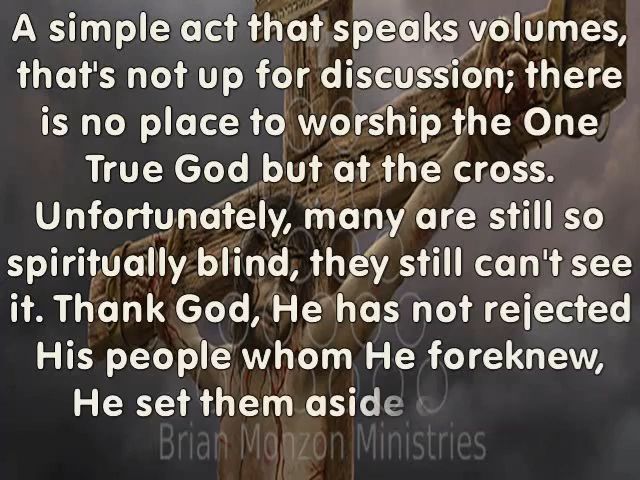 A simple act that speaks volumes,
that's not up for discussion; there
is no place to worship the One
True God but at the cross.
Unfortunately, many are still so
spiritually blind, they still can't see
it. Thank God, He has not rejected
His people whom He foreknew,
He set them aside
Brian Monzon Ministries